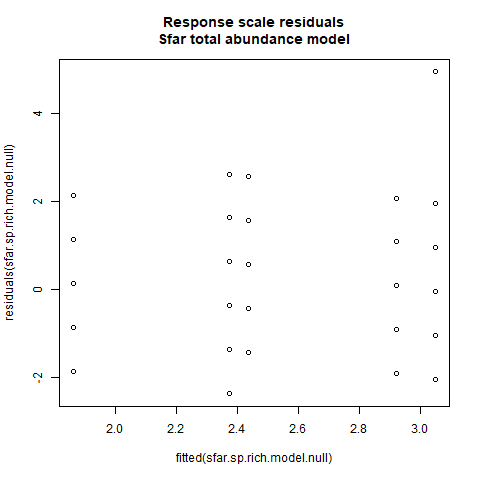 Response scale residuals
Sfar total abundance model
residuals(sfar.sp.rich.model.null)
4
2
0
-2
2.0
2.2
2.4
2.6
2.8
3.0
fitted(sfar.sp.rich.model.null)